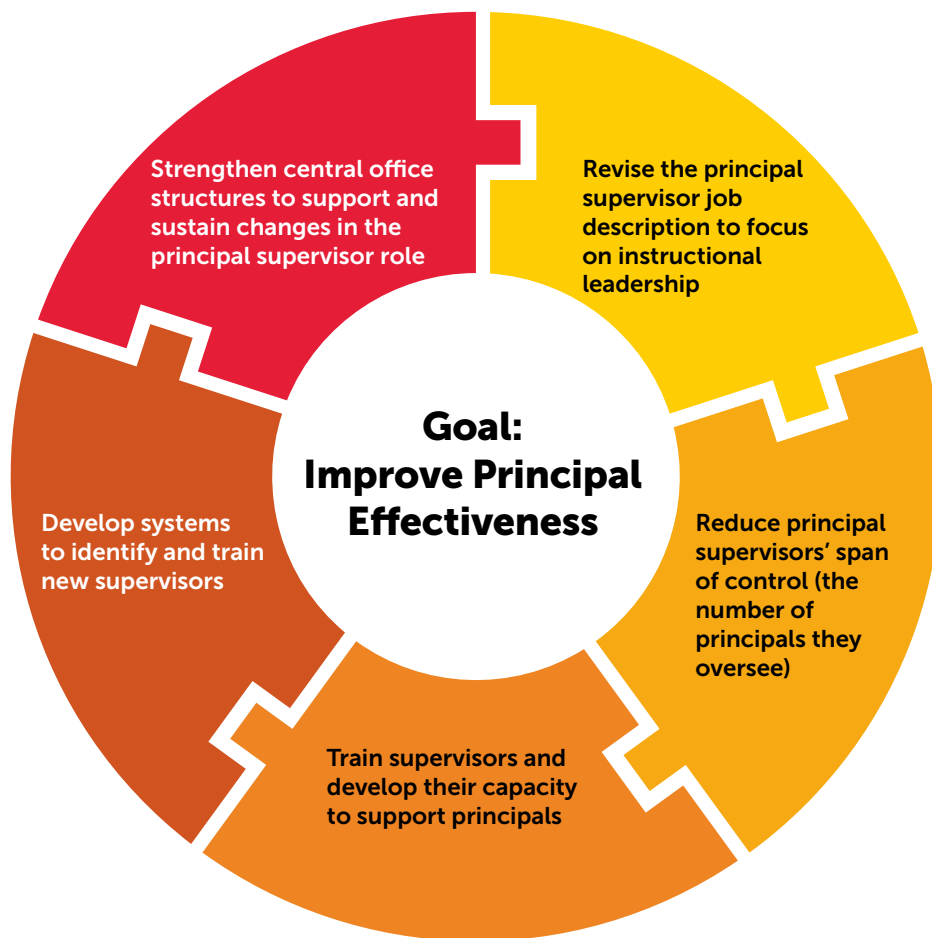 Strengthen central office
structures to support and
sustain changes in the
principal supervisor role
Revise the principal
supervisor job
description to focus
on instructional
leadership
Goal:
Improve Principal
Effectiveness
Develop systems
to identify and train
new supervisors
Reduce principal
supervisors’ span
of control (the
number of
principals they
oversee)
Train supervisors and
develop their capacity
to support principals